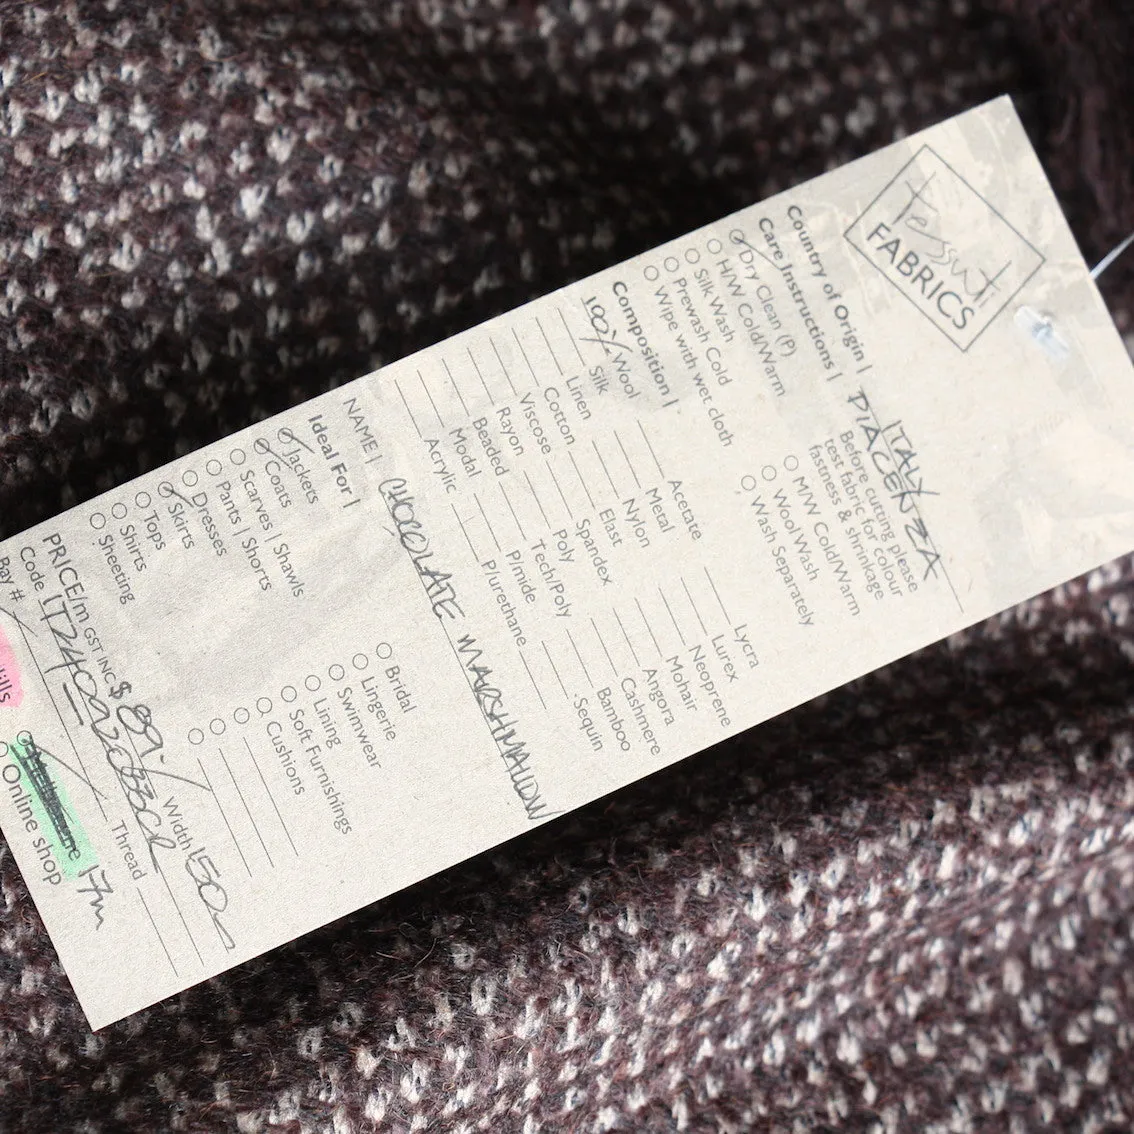 tessuti
FABRICS
Country of Origin | ITALY
PIACENZA
Care Instructions |
Before cutting please
test fabric for colour
fastness & shrinkage
Dry Clean (P)
H/W Cold/Warm
M/W Cold/Warm
Silk Wash
Wool Wash
Prewash Cold
Wash Separately
Wipe with wet cloth
Composition |
100% Wool
Acetate
Lycra
Silk
Metal
Lurex
Linen
Nylon
Neoprene
Cotton
Elast
Mohair
Viscose
Spandex
Angora
Rayon
Poly
Cashmere
Beaded
Tech/Poly
Bamboo
Modal
P/mide
Sequin
Acrylic
P/urethane
NAME | CHOCOLATE MARSHMALLOW
Ideal For |
Jackets
Bridal
Coats
Lingerie
Scarves | Shawls
Swimwear
Pants | Shorts
Lining
Dresses
Soft Furnishings
Skirts
Cushions
Tops
Shirts
Sheeting
PRICE/m GST INC $ 89.
Width 150
Code |
Thread
Bay #
ills
Online shop
17m